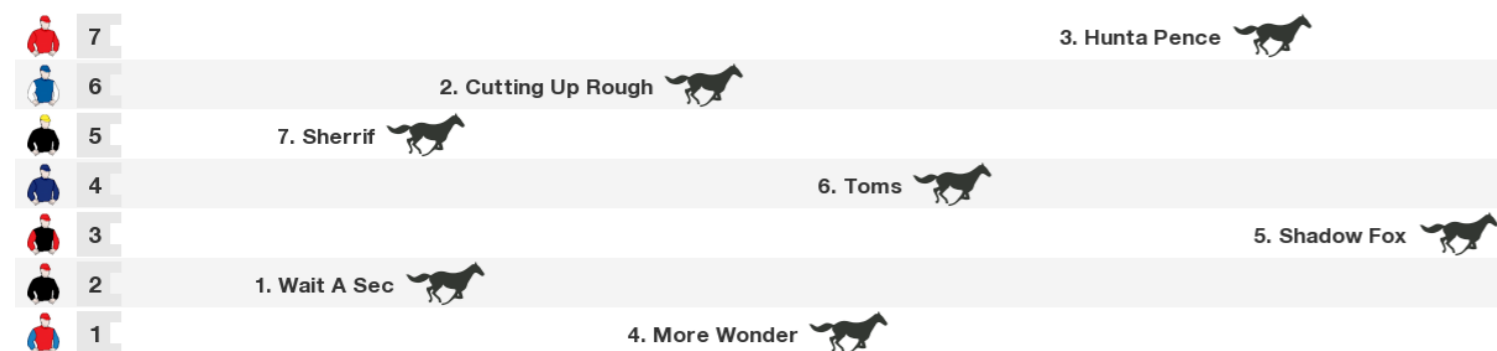 7 3. Hunta Pence
6 2. Cutting Up Rough
5 7. Sherrif
4 6. Toms
3 5. Shadow Fox
2 1. Wait A Sec
1 4. More Wonder